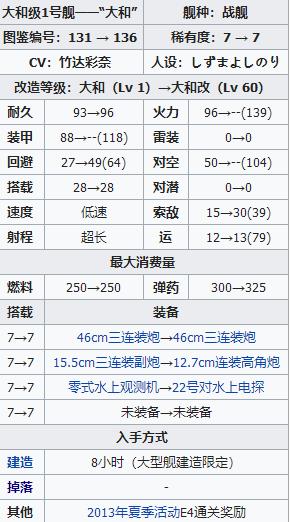 大和级1号舰——“大和” 舰种：战舰
图鉴编号：131 → 136 稀有度：7 → 7
CV：竹达彩奈 人设：しずまよしのり
改造等级：大和（Lv 1）→大和改（Lv 60）
耐久 93→96 火力 96→--(139)
装甲 88→--(118) 雷装 0→0
回避 27→49(64) 对空 50→--(104)
搭载 28→28 对潜 0→0
速度 低速 索敌 15→30(39)
射程 超长 运 12→13(79)
最大消费量
燃料 250→250 弹药 300→325
搭载 装备
7→7 46cm三连装炮→46cm三连装炮
7→7 15.5cm三连装副炮→12.7cm连装高角炮
7→7 零式水上观测机→22号对水上电探
7→7 未装备→未装备
入手方式
建造 8小时（大型舰建造限定）
掉落 -
其他 2013年夏季活动E4通关奖励